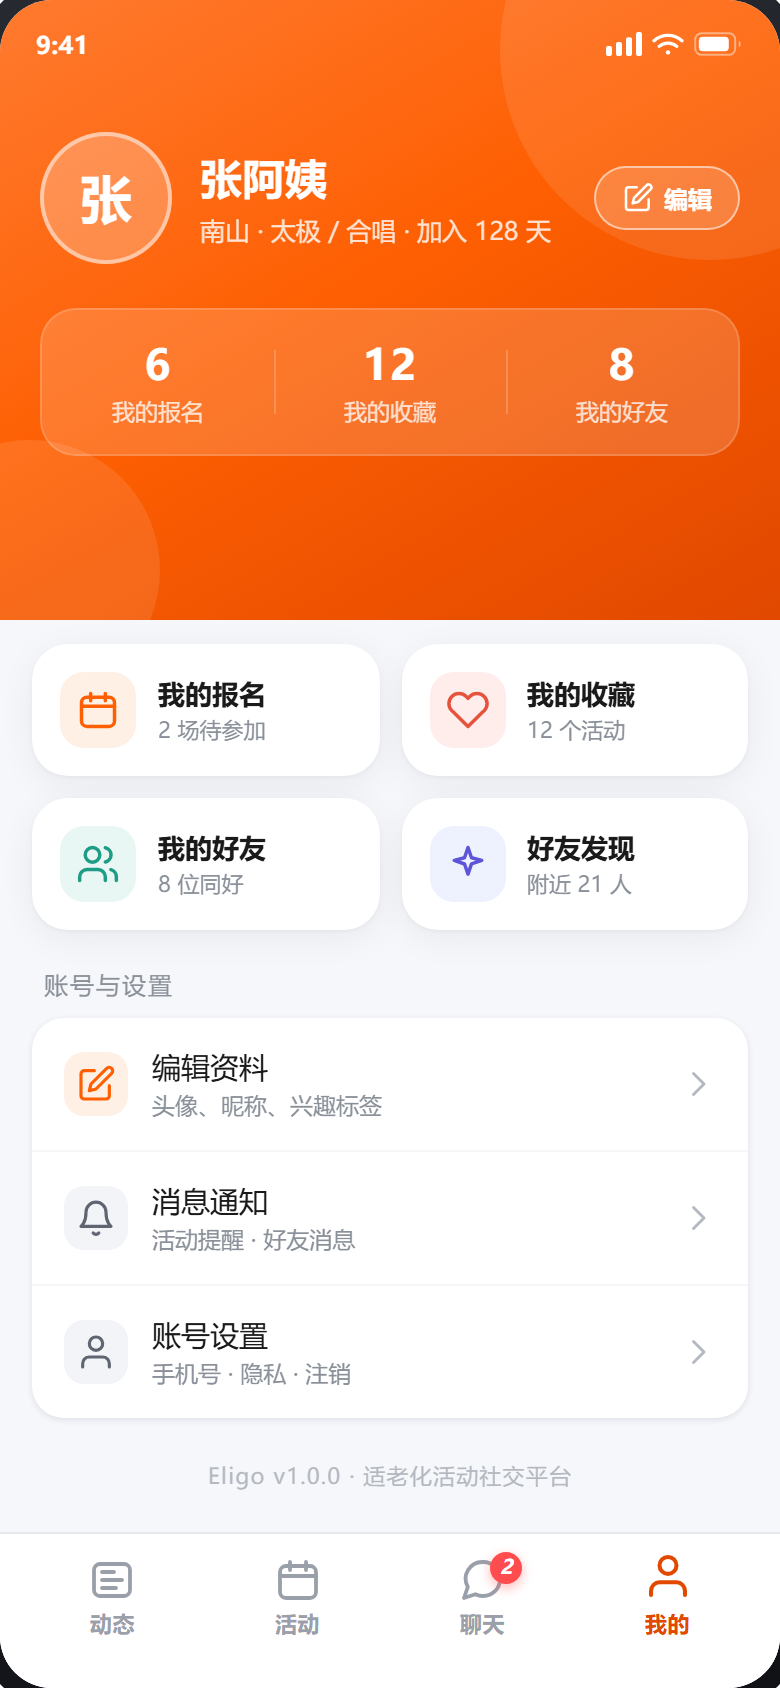 9:41
张
张阿姨
南山 · 太极 / 合唱 · 加入 128 天
编辑
6
我的报名
12
我的收藏
8
我的好友
我的报名
2 场待参加
我的收藏
12 个活动
我的好友
8 位同好
好友发现
附近 21 人
账号与设置
编辑资料
头像、昵称、兴趣标签
消息通知
活动提醒 · 好友消息
账号设置
手机号 · 隐私 · 注销
Eligo v1.0.0 · 适老化活动社交平台
动态
活动
2
聊天
我的